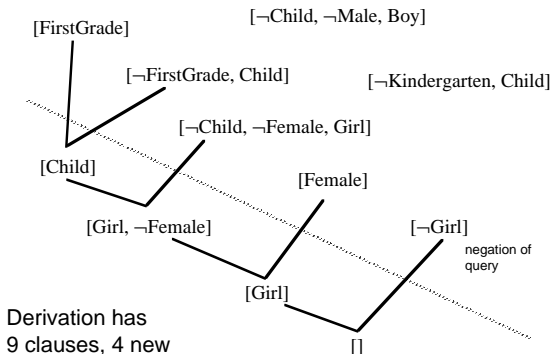 [¬Child, ¬Male, Boy]
[FirstGrade]
[¬FirstGrade, Child]
[¬Kindergarten, Child]
[¬Child, ¬Female, Girl]
[Child]
[Female]
[Girl, ¬Female]
[¬Girl]
negation of
query
[Girl]
Derivation has
9 clauses, 4 new
[]